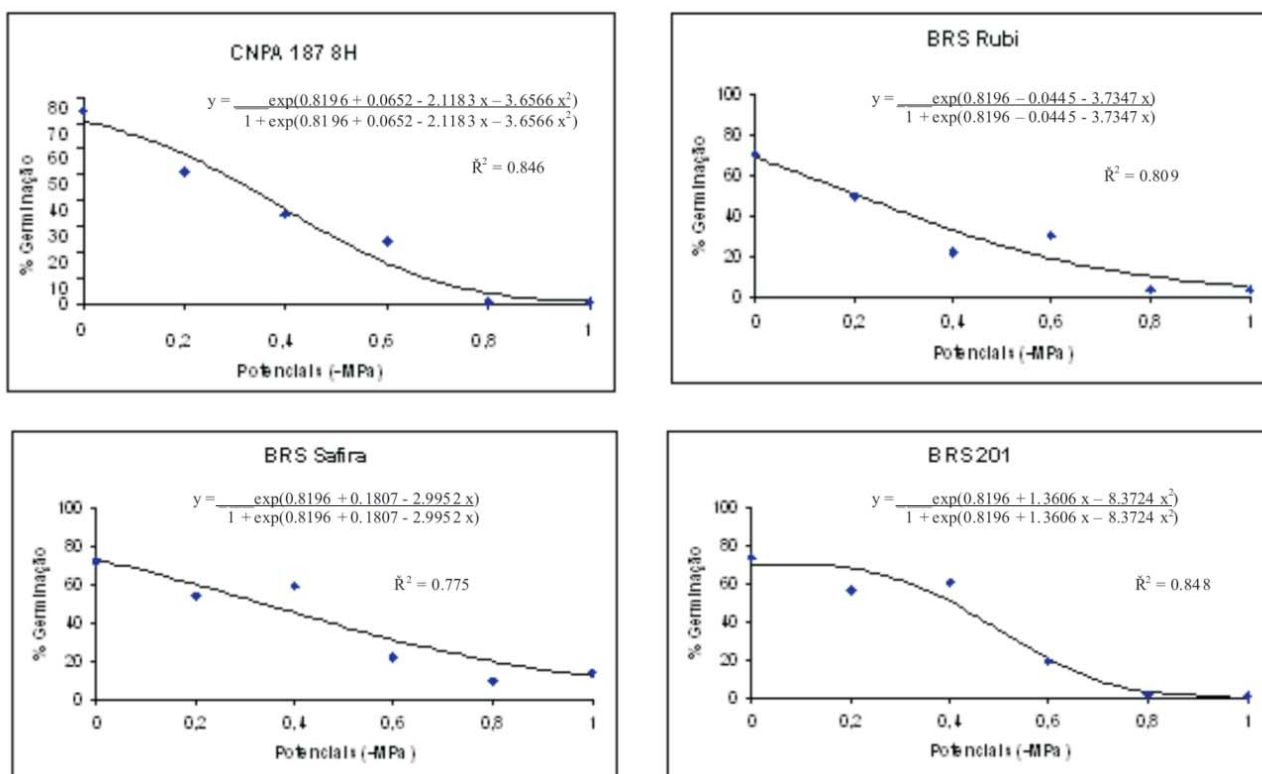 CNPA 187 8H
y = exp(0.8196 + 0.0652 - 2.1183 x – 3.6566 x²)
1 + exp(0.8196 + 0.0652 - 2.1183 x – 3.6566 x²)
Ř² = 0.846
% Germinação
80
70
60
50
40
30
20
10
0
0 0,2 0,4 0,6 0,8 1
Potenciais (-MPa)
BRS Rubi
y = exp(0.8196 – 0.0445 - 3.7347 x)
1 + exp(0.8196 – 0.0445 - 3.7347 x)
Ř² = 0.809
% Germinação
100
80
60
40
20
0
0 0,2 0,4 0,6 0,8 1
Potenciais (-MPa)
BRS Safira
y = exp(0.8196 + 0.1807 - 2.9952 x)
1 + exp(0.8196 + 0.1807 - 2.9952 x)
Ř² = 0.775
% Germinação
100
80
60
40
20
0
0 0,2 0,4 0,6 0,8 1
Potenciais (-MPa)
BRS 201
y = exp(0.8196 + 1.3606 x – 8.3724 x²)
1 + exp(0.8196 + 1.3606 x – 8.3724 x²)
Ř² = 0.848
% Germinação
100
80
60
40
20
0
0 0,2 0,4 0,6 0,8 1
Potenciais (-MPa)